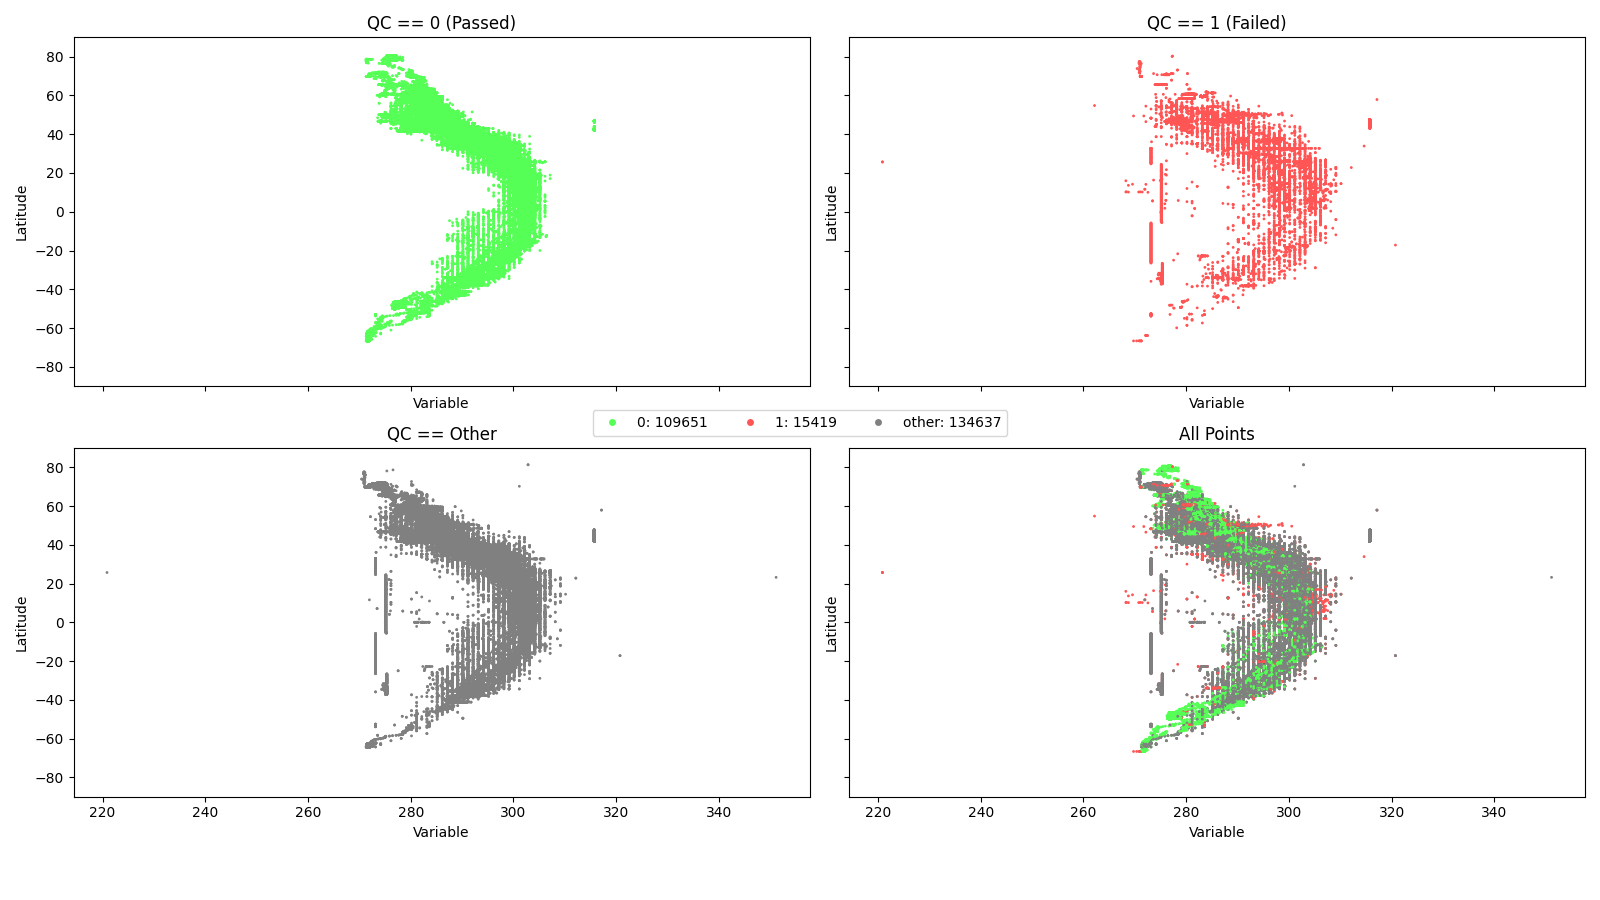 QC == 0 (Passed)
QC == 1 (Failed)
80
60
40
20
0
−20
−40
−60
−80
Latitude
Latitude
Variable
Variable
0: 109651 1: 15419 other: 134637
QC == Other
All Points
80
60
40
20
0
−20
−40
−60
−80
Latitude
Latitude
220 240 260 280 300 320 340
220 240 260 280 300 320 340
Variable
Variable